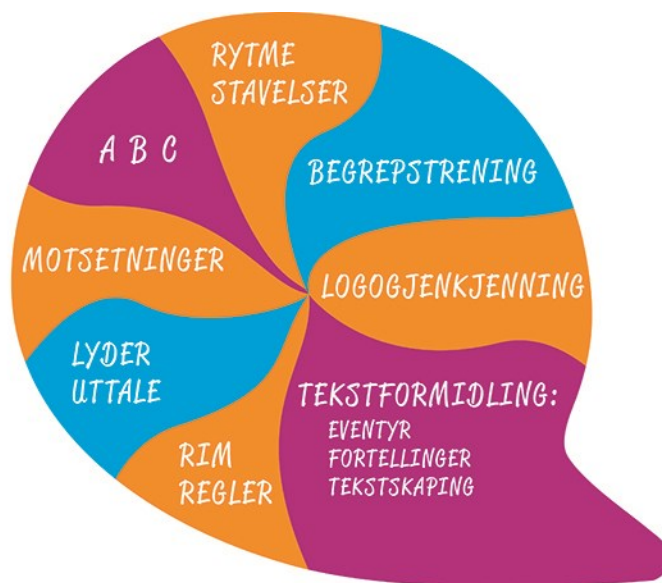 RYTME
STAVELSER
A B C
BEGREPSTRENING
MOTSETNINGER
LOGOGJENKJENNING
LYDER
UTTALE
TEKSTFORMIDLING:
EVENTYR
FORTELLINGER
TEKSTSKAPING
RIM
REGLER